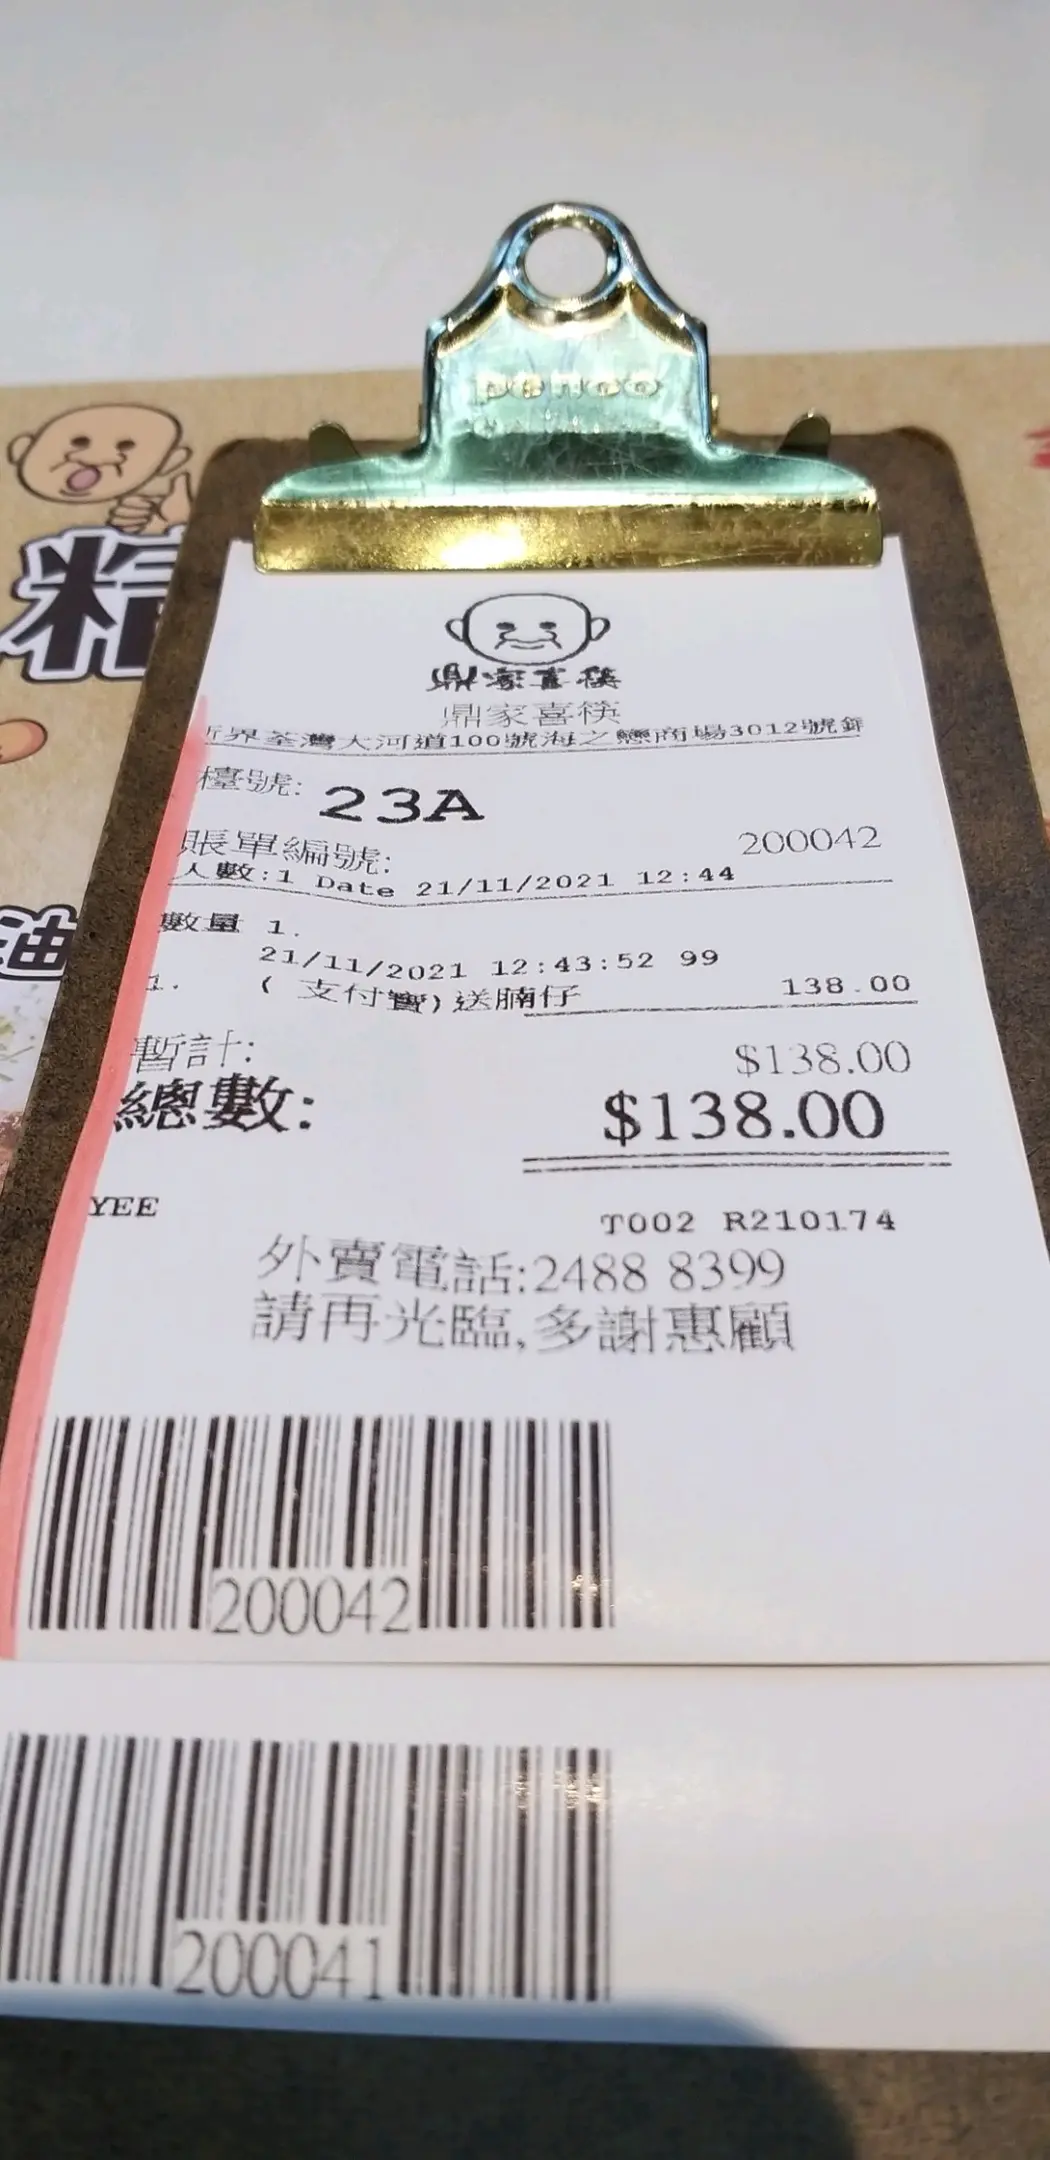 penco
精
油
鼎家喜筷
鼎家喜筷
新界荃灣大河道100號海之戀商場3012號鋪
檯號: 23A
賬單編號: 200042
人數:1 Date 21/11/2021 12:44
數量 1.
21/11/2021 12:43:52 99
1. ( 支付寶)送腩仔 138.00
暫計: $138.00
總數: $138.00
YEE T002 R210174
外賣電話:2488 8399
請再光臨,多謝惠顧
200042
200041